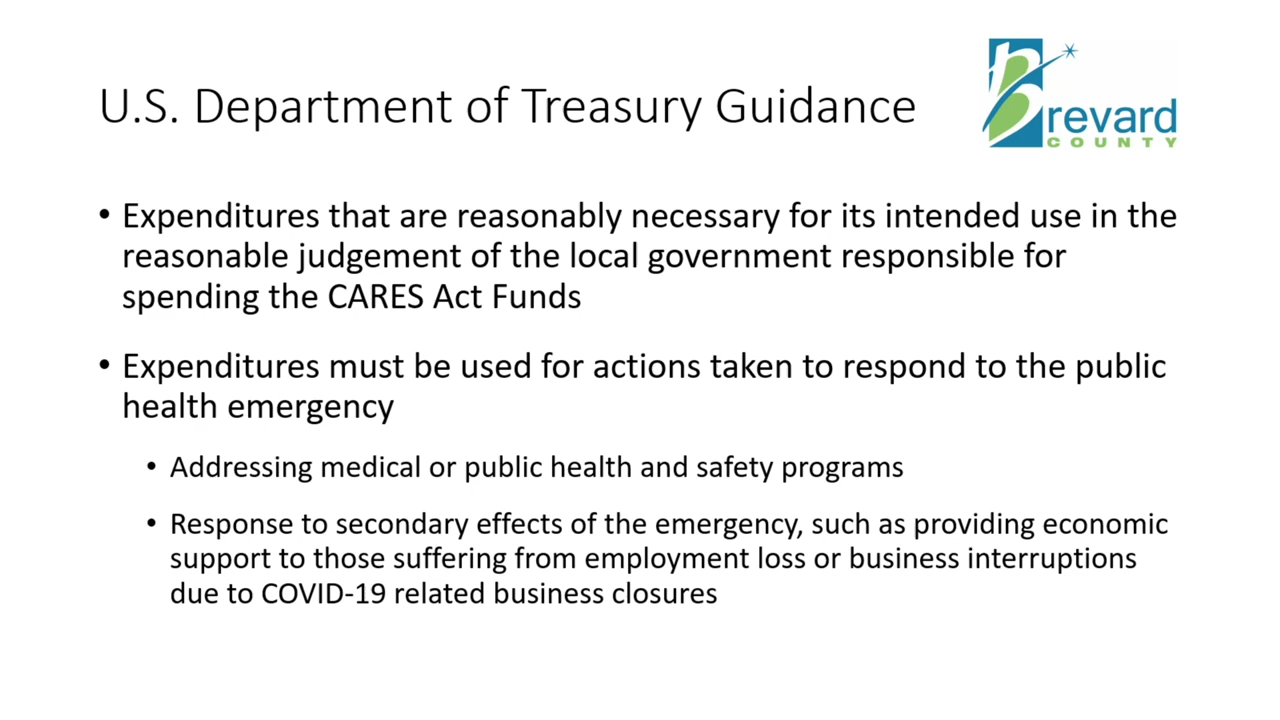 U.S. Department of Treasury Guidance
Brevard
COUNTY
• Expenditures that are reasonably necessary for its intended use in the
reasonable judgement of the local government responsible for
spending the CARES Act Funds
• Expenditures must be used for actions taken to respond to the public
health emergency
• Addressing medical or public health and safety programs
• Response to secondary effects of the emergency, such as providing economic
support to those suffering from employment loss or business interruptions
due to COVID-19 related business closures